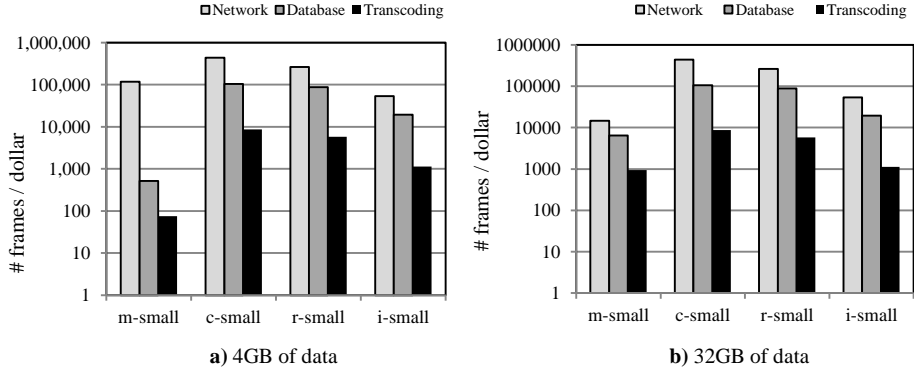 Network Database Transcoding
1,000,000
100,000
10,000
1,000
100
10
1
# frames / dollar
m-small c-small r-small i-small
a) 4GB of data
Network Database Transcoding
1000000
100000
10000
1000
100
10
1
# frames / dollar
m-small c-small r-small i-small
b) 32GB of data